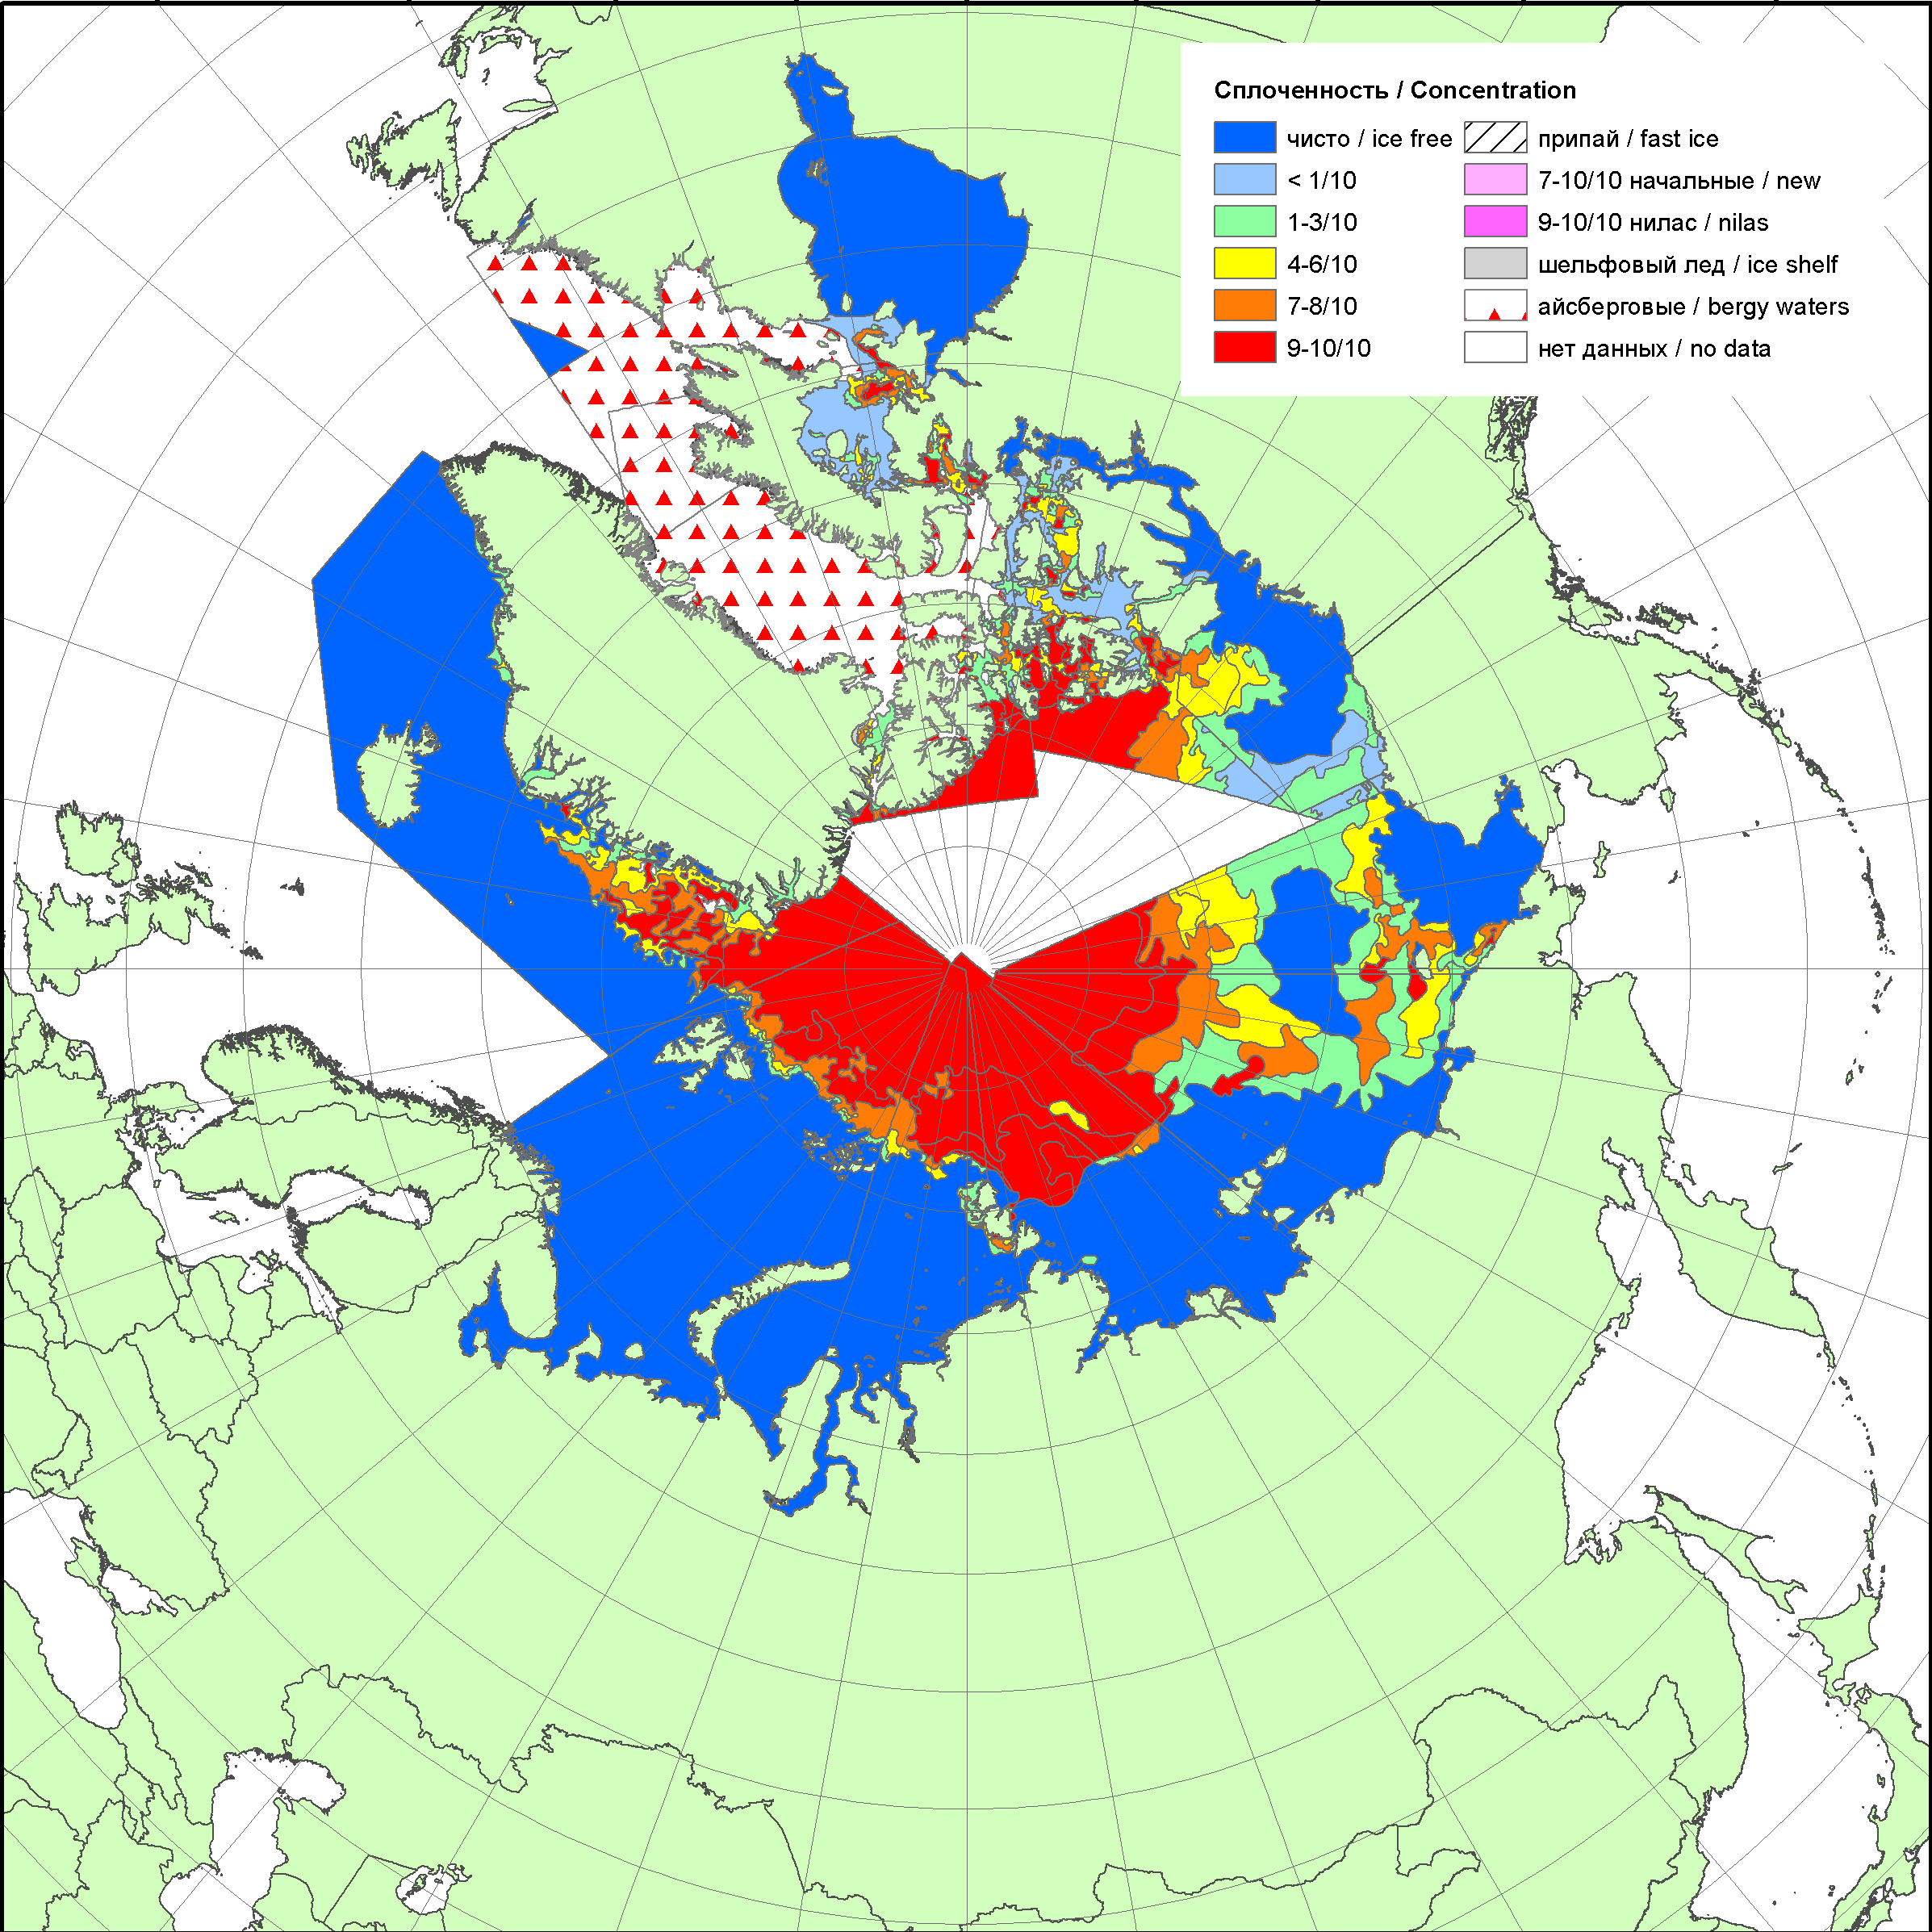 Сплоченность / Concentration
чисто / ice free
< 1/10
1-3/10
4-6/10
7-8/10
9-10/10
припай / fast ice
7-10/10 начальные / new
9-10/10 нилас / nilas
шельфовый лед / ice shelf
айсберговые / bergy waters
нет данных / no data